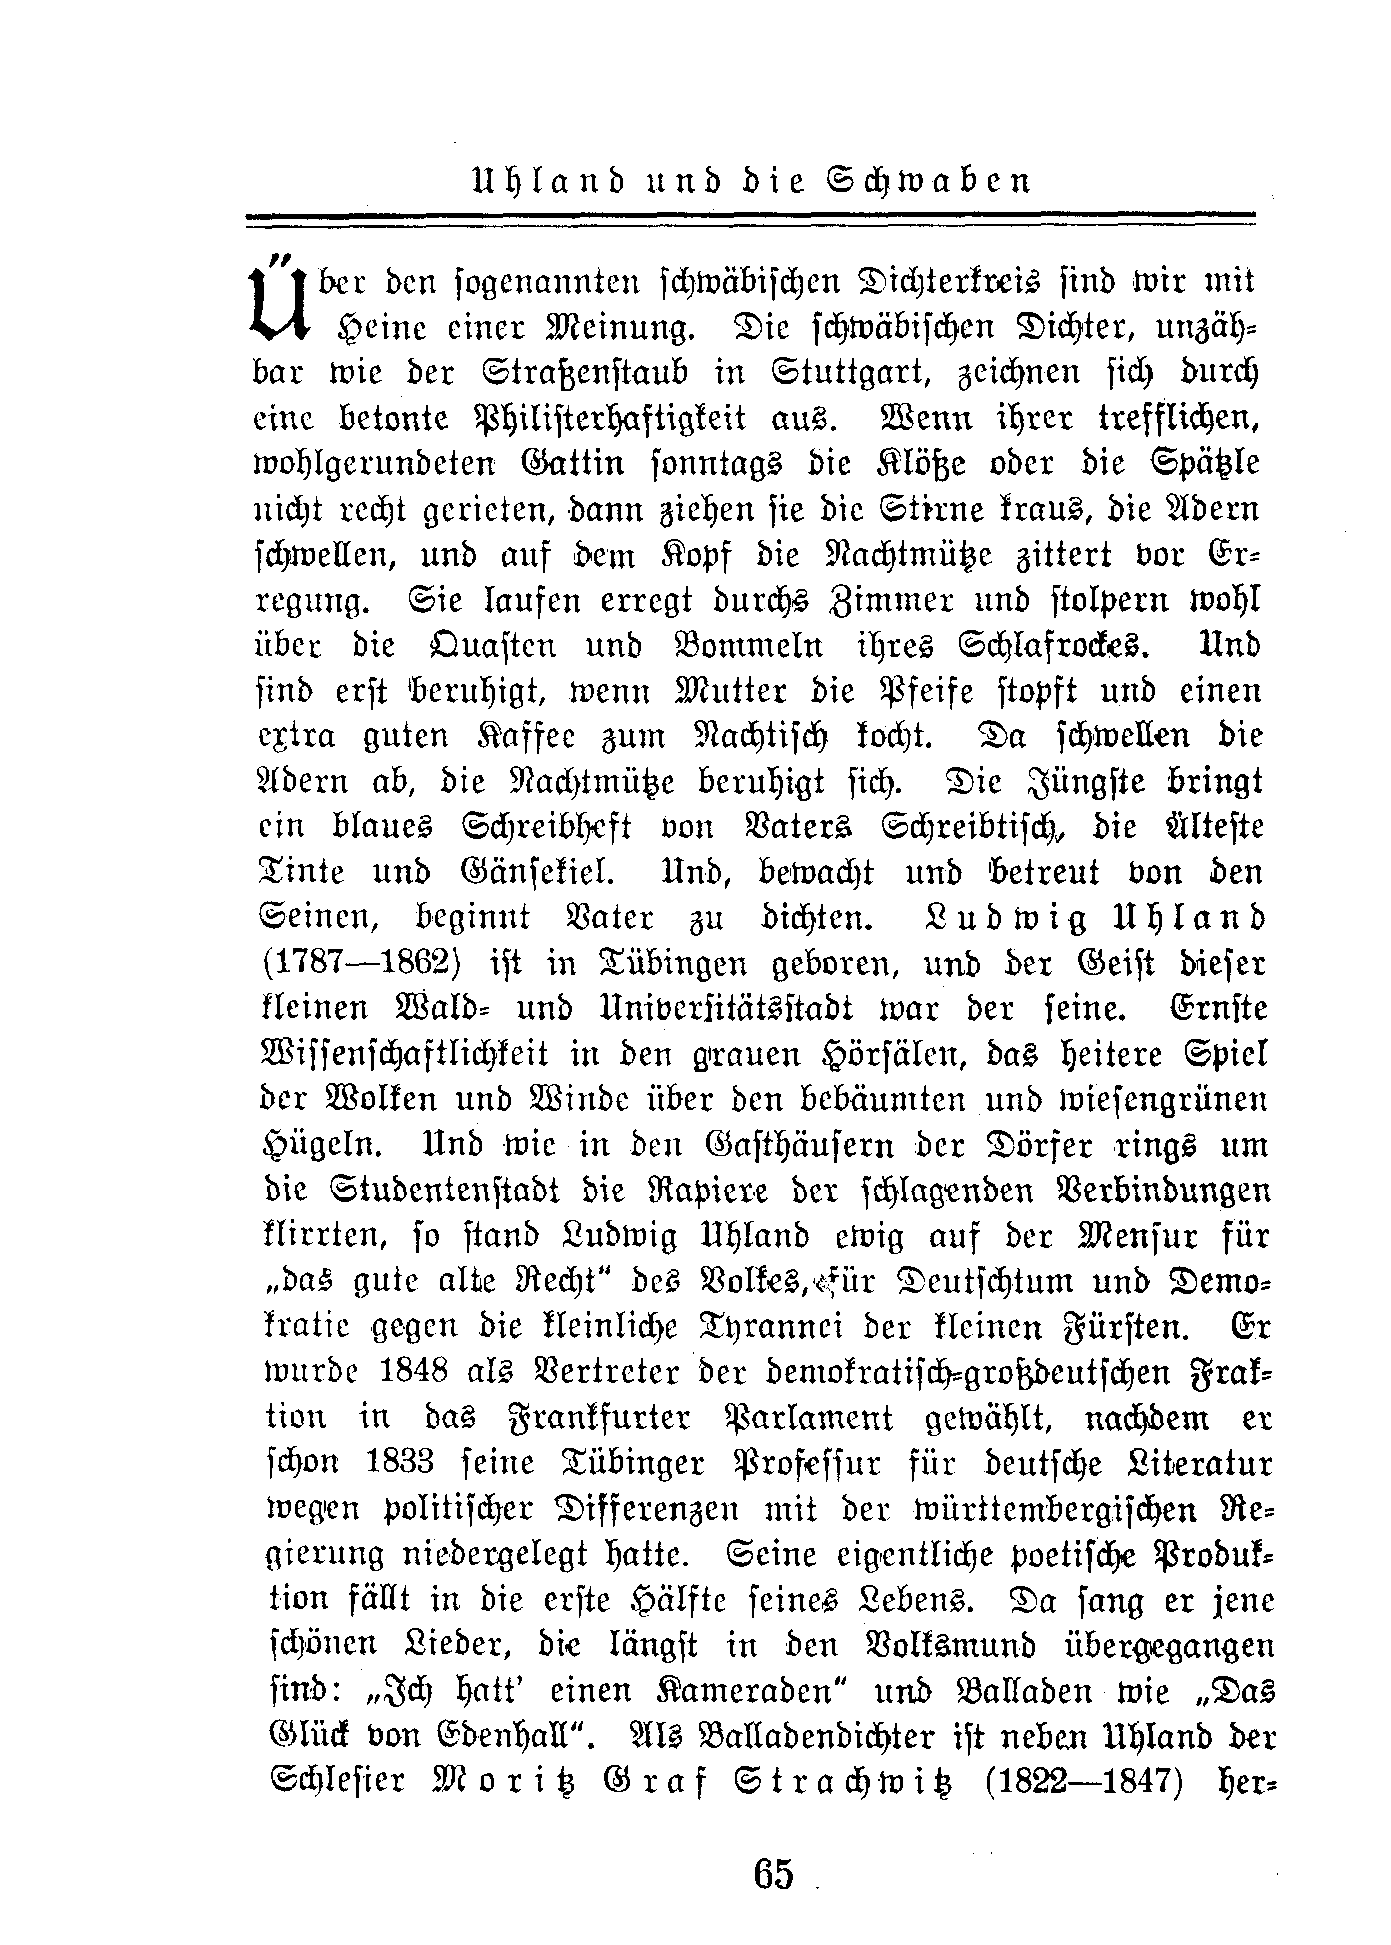 Uhland und die Schwaben
Über den sogenannten schwäbischen Dichterkreis sind wir mit
Heine einer Meinung. Die schwäbischen Dichter, unzäh-
bar wie der Straßenstaub in Stuttgart, zeichnen sich durch
eine betonte Philisterhaftigkeit aus. Wenn ihrer trefflichen,
wohlgerundeten Gattin sonntags die Klöße oder die Spätzle
nicht recht gerieten, dann ziehen sie die Stirne kraus, die Adern
schwellen, und auf dem Kopf die Nachtmütze zittert vor Er-
regung. Sie laufen erregt durchs Zimmer und stolpern wohl
über die Quasten und Bommeln ihres Schlafrockes. Und
sind erst beruhigt, wenn Mutter die Pfeife stopft und einen
extra guten Kaffee zum Nachtisch kocht. Da schwellen die
Adern ab, die Nachtmütze beruhigt sich. Die Jüngste bringt
ein blaues Schreibheft von Vaters Schreibtisch, die Älteste
Tinte und Gänsekiel. Und, bewacht und betreut von den
Seinen, beginnt Vater zu dichten. Ludwig Uhland
(1787—1862) ist in Tübingen geboren, und der Geist dieser
kleinen Wald- und Universitätsstadt war der seine. Ernste
Wissenschaftlichkeit in den grauen Hörsälen, das heitere Spiel
der Wolken und Winde über den bebäumten und wiesengrünen
Hügeln. Und wie in den Gasthäusern der Dörfer rings um
die Studentenstadt die Rapiere der schlagenden Verbindungen
klirrten, so stand Ludwig Uhland ewig auf der Mensur für
„das gute alte Recht“ des Volkes, für Deutschtum und Demo-
kratie gegen die kleinliche Tyrannei der kleinen Fürsten. Er
wurde 1848 als Vertreter der demokratisch-großdeutschen Frak-
tion in das Frankfurter Parlament gewählt, nachdem er
schon 1833 seine Tübinger Professur für deutsche Literatur
wegen politischer Differenzen mit der württembergischen Re-
gierung niedergelegt hatte. Seine eigentliche poetische Produk-
tion fällt in die erste Hälfte seines Lebens. Da sang er jene
schönen Lieder, die längst in den Volksmund übergegangen
sind: „Ich hatt’ einen Kameraden“ und Balladen wie „Das
Glück von Edenhall“. Als Balladendichter ist neben Uhland der
Schlesier Moritz Graf Strachwitz (1822—1847) her-
65